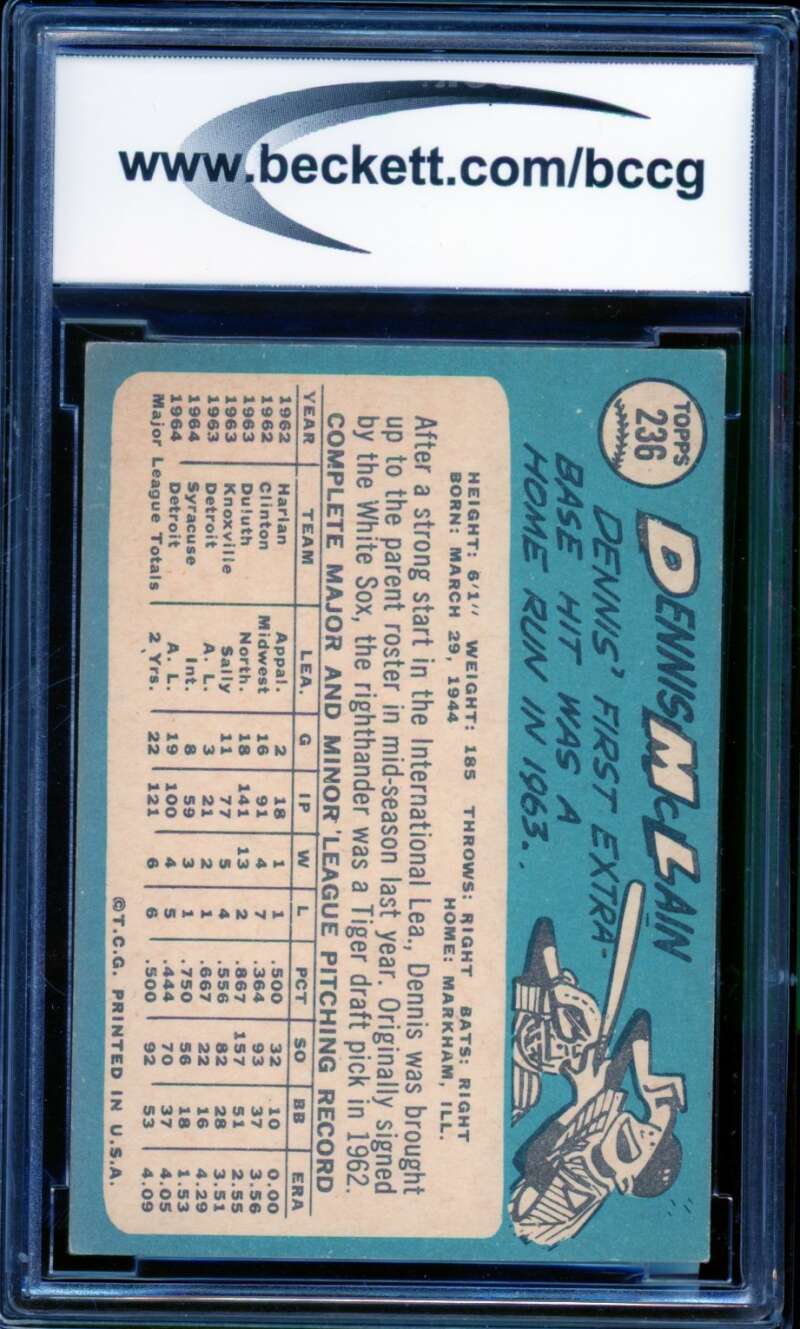 www.beckett.com/bccg
TOPPS
236
DENNIS McLAIN
DENNIS' FIRST EXTRA-
BASE HIT WAS A
HOME RUN IN 1963..
HEIGHT: 6/1" WEIGHT: 185 THROWS: RIGHT BATS: RIGHT
BORN: MARCH 29, 1944 HOME: MARKHAM, ILL.
After a strong start in the International Lea., Dennis was brought
up to the parent roster in mid-season last year. Originally signed
by the White Sox, the righthander was a Tiger draft pick in 1962.
COMPLETE MAJOR AND MINOR LEAGUE PITCHING RECORD
YEAR TEAM LEA. G IP W L PCT SO BB ERA
1962 Harlan Appal. 2 18 1 1 .500 32 10 0.00
1962 Clinton Midwest 16 91 4 7 .364 93 37 3.56
1963 Duluth North. 18 141 13 2 .867 157 51 2.55
1963 Knoxville Sally 11 77 5 4 .556 82 28 3.51
1963 Detroit A. L. 3 21 2 1 .667 22 16 4.29
1964 Syracuse Int. 8 59 3 1 .750 56 18 1.53
1964 Detroit A. L. 19 100 4 5 .444 70 37 4.05
Major League Totals 2 Yrs. 22 121 6 6 .500 92 53 4.09
©T.C.G. PRINTED IN U.S.A.